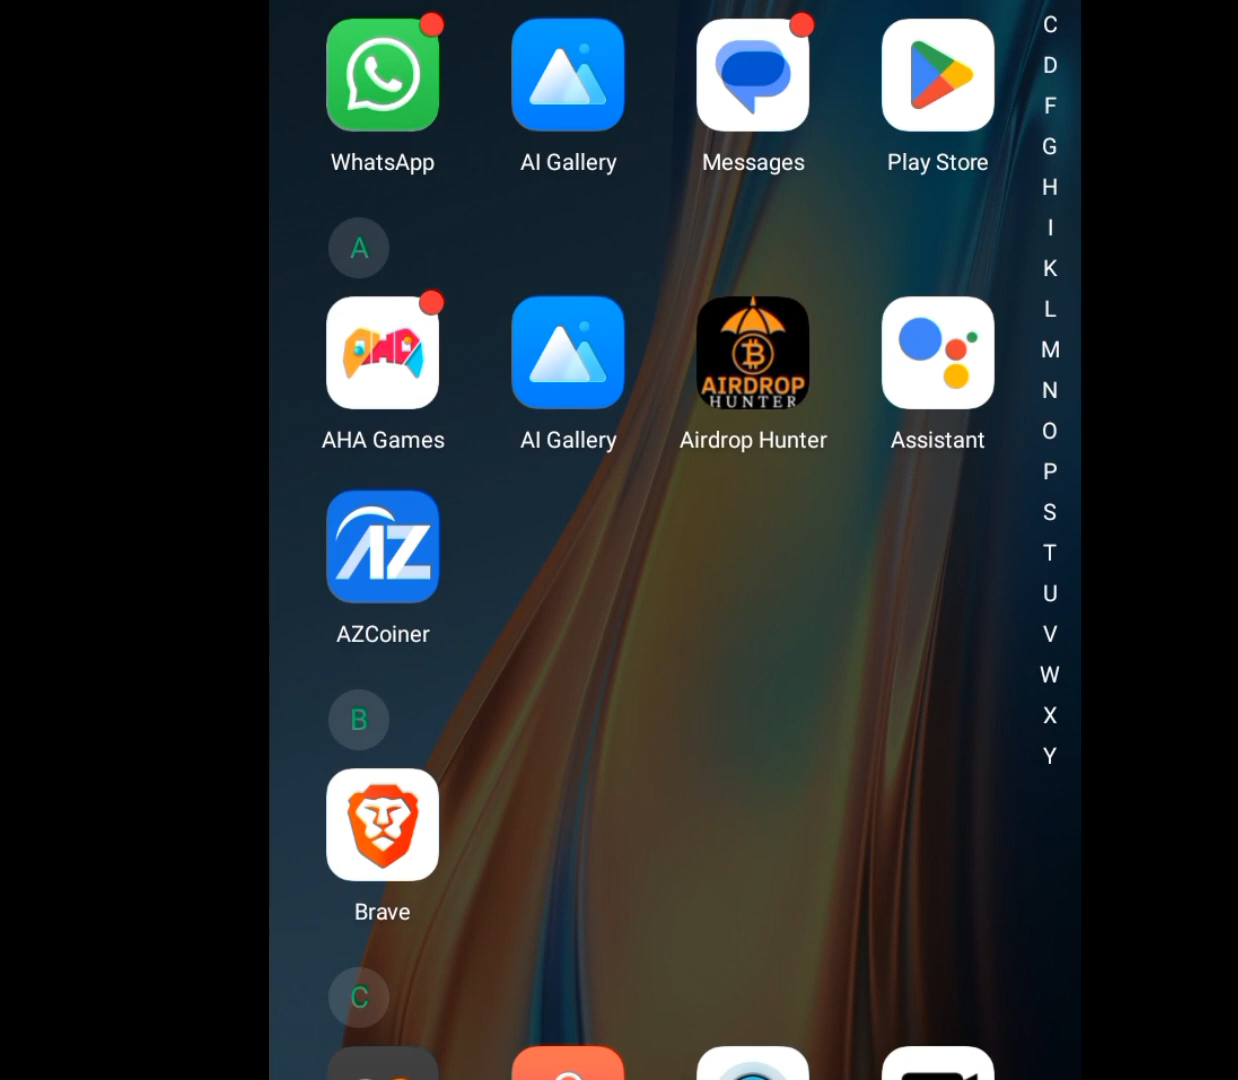 WhatsApp AI Gallery Messages Play Store
A
AIRDROP
HUNTER
AHA Games AI Gallery Airdrop Hunter Assistant
AZ
AZCoiner
B
Brave
C
C
D
F
G
H
I
K
L
M
N
O
P
S
T
U
V
W
X
Y